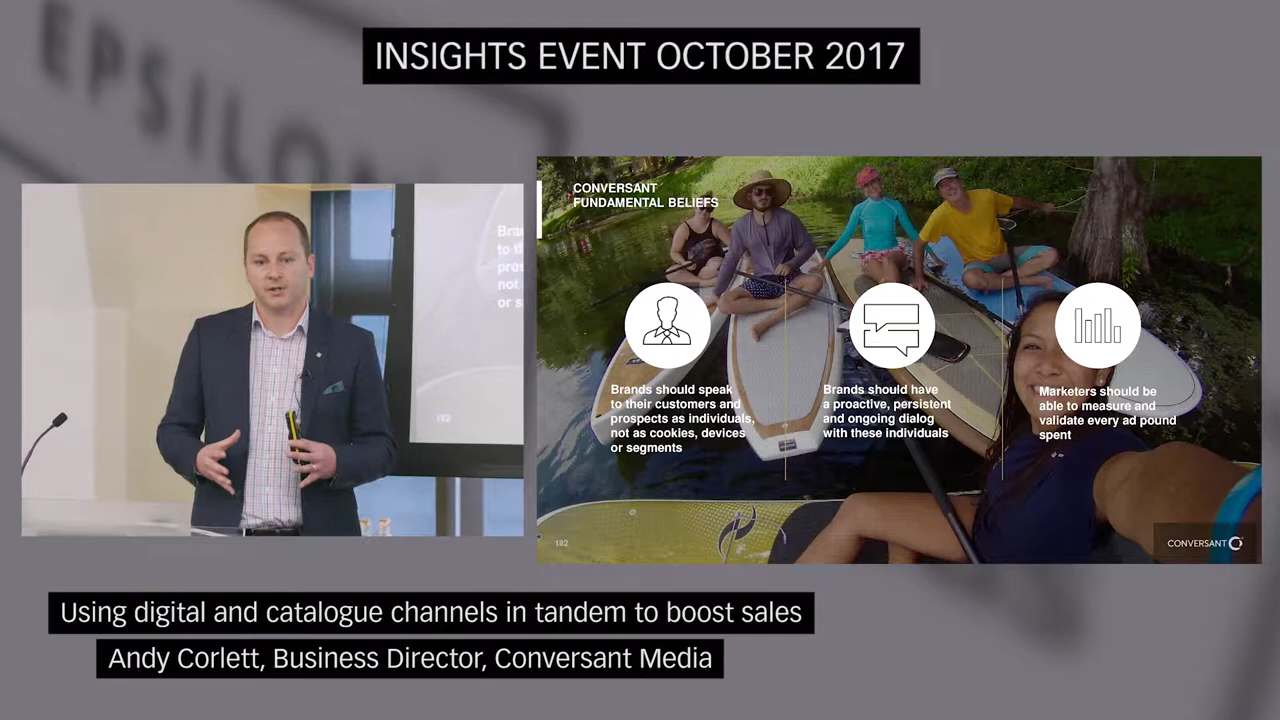 EPSILON
INSIGHTS EVENT OCTOBER 2017
CONVERSANT
FUNDAMENTAL BELIEFS
Brands should speak
to their customers and
prospects as individuals,
not as cookies, devices
or segments
Brands should have
a proactive, persistent
and ongoing dialog
with these individuals
Marketers should be
able to measure and
validate every ad pound
spent
182
CONVERSANT
Using digital and catalogue channels in tandem to boost sales
Andy Corlett, Business Director, Conversant Media